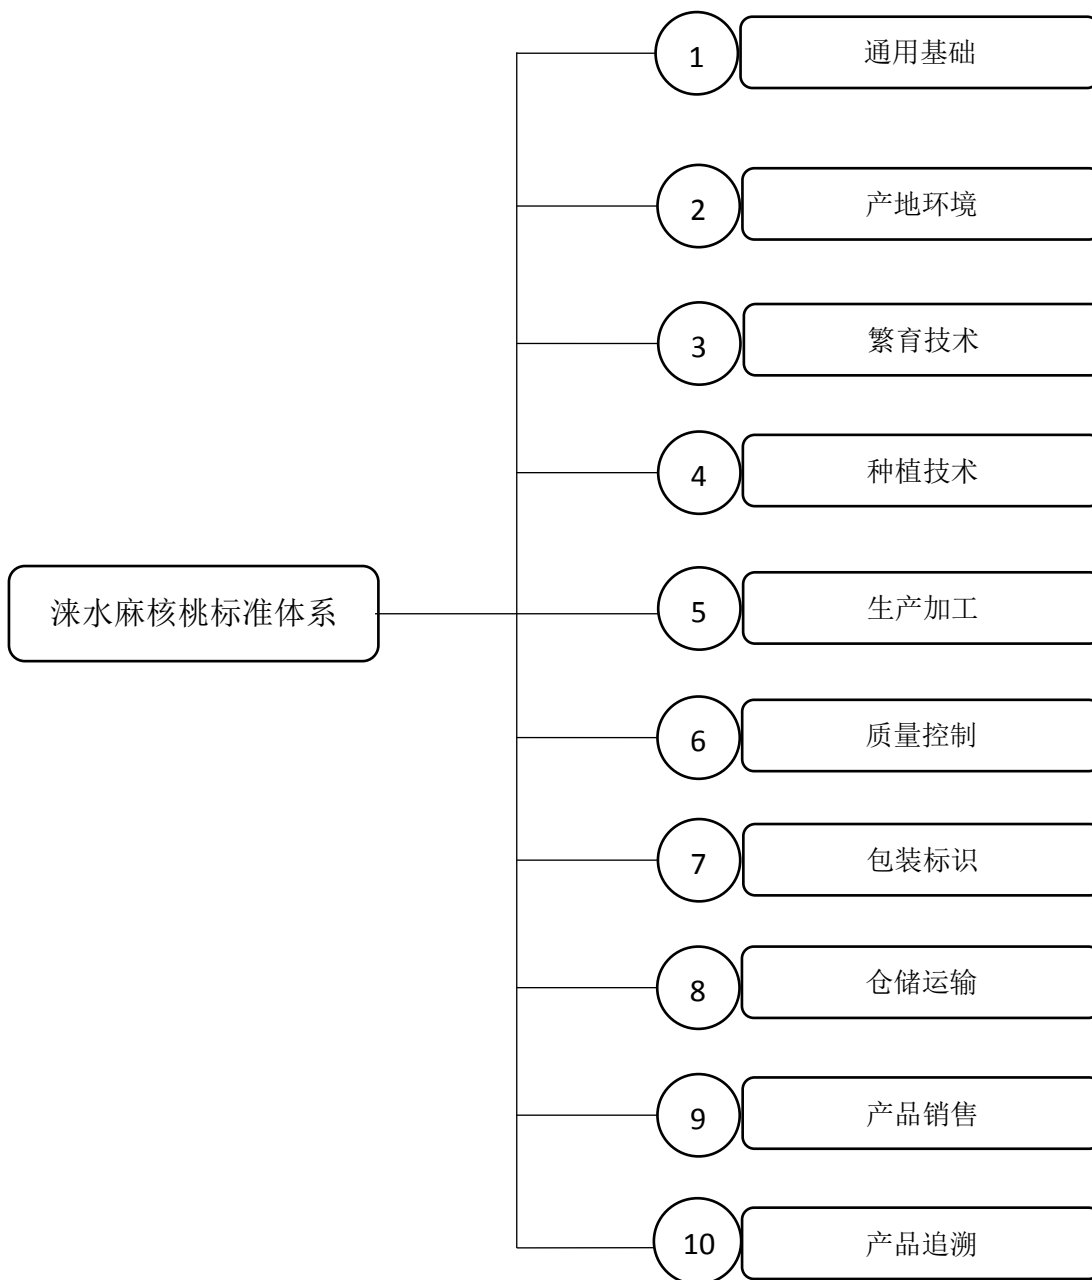 1 通用基础
2 产地环境
3 繁育技术
4 种植技术
涞水麻核桃标准体系
5 生产加工
6 质量控制
7 包装标识
8 仓储运输
9 产品销售
10 产品追溯